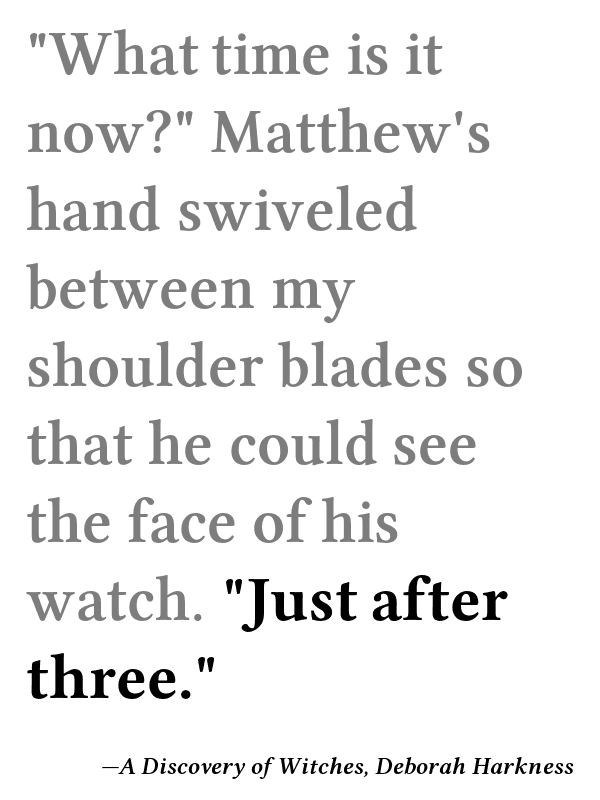 "What time is it
now?" Matthew's
hand swiveled
between my
shoulder blades so
that he could see
the face of his
watch. "Just after
three."
—A Discovery of Witches, Deborah Harkness